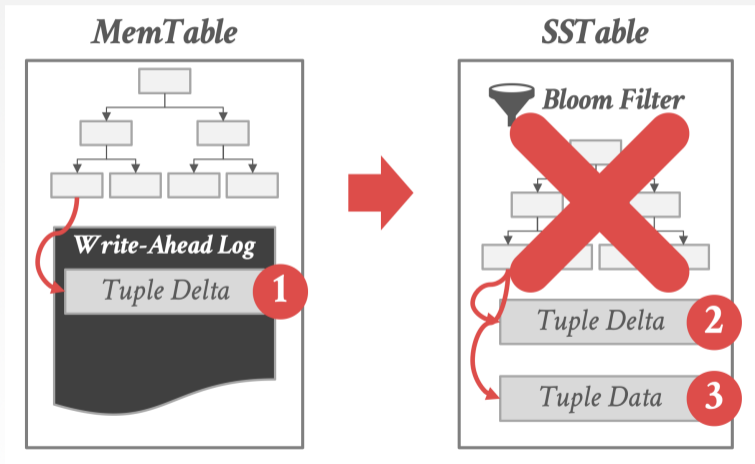 MemTable
SSTable
Bloom Filter
Write-Ahead Log
Tuple Delta
1
Tuple Delta
2
Tuple Data
3